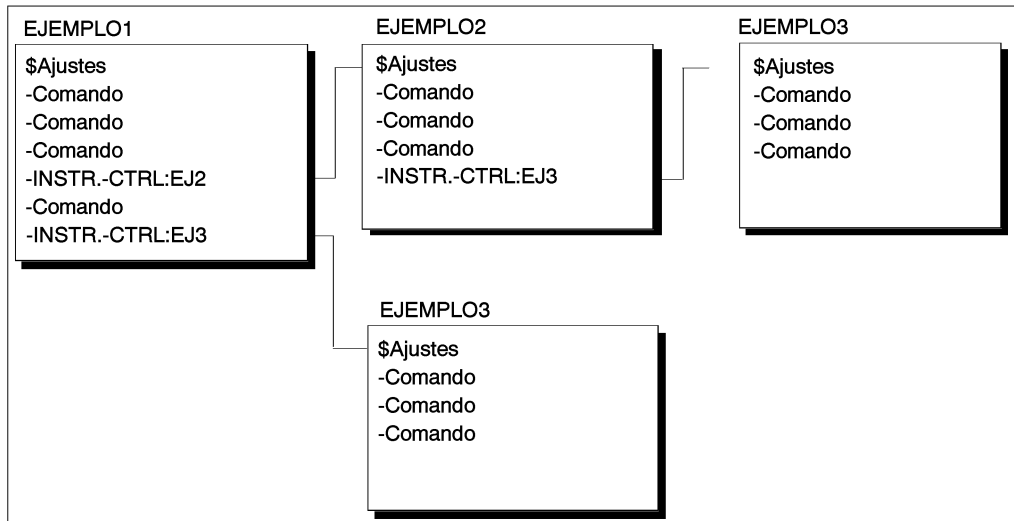 EJEMPLO1
$Ajustes
-Comando
-Comando
-Comando
-INSTR.-CTRL:EJ2
-Comando
-INSTR.-CTRL:EJ3
EJEMPLO2
$Ajustes
-Comando
-Comando
-Comando
-INSTR.-CTRL:EJ3
EJEMPLO3
$Ajustes
-Comando
-Comando
-Comando
EJEMPLO3
$Ajustes
-Comando
-Comando
-Comando